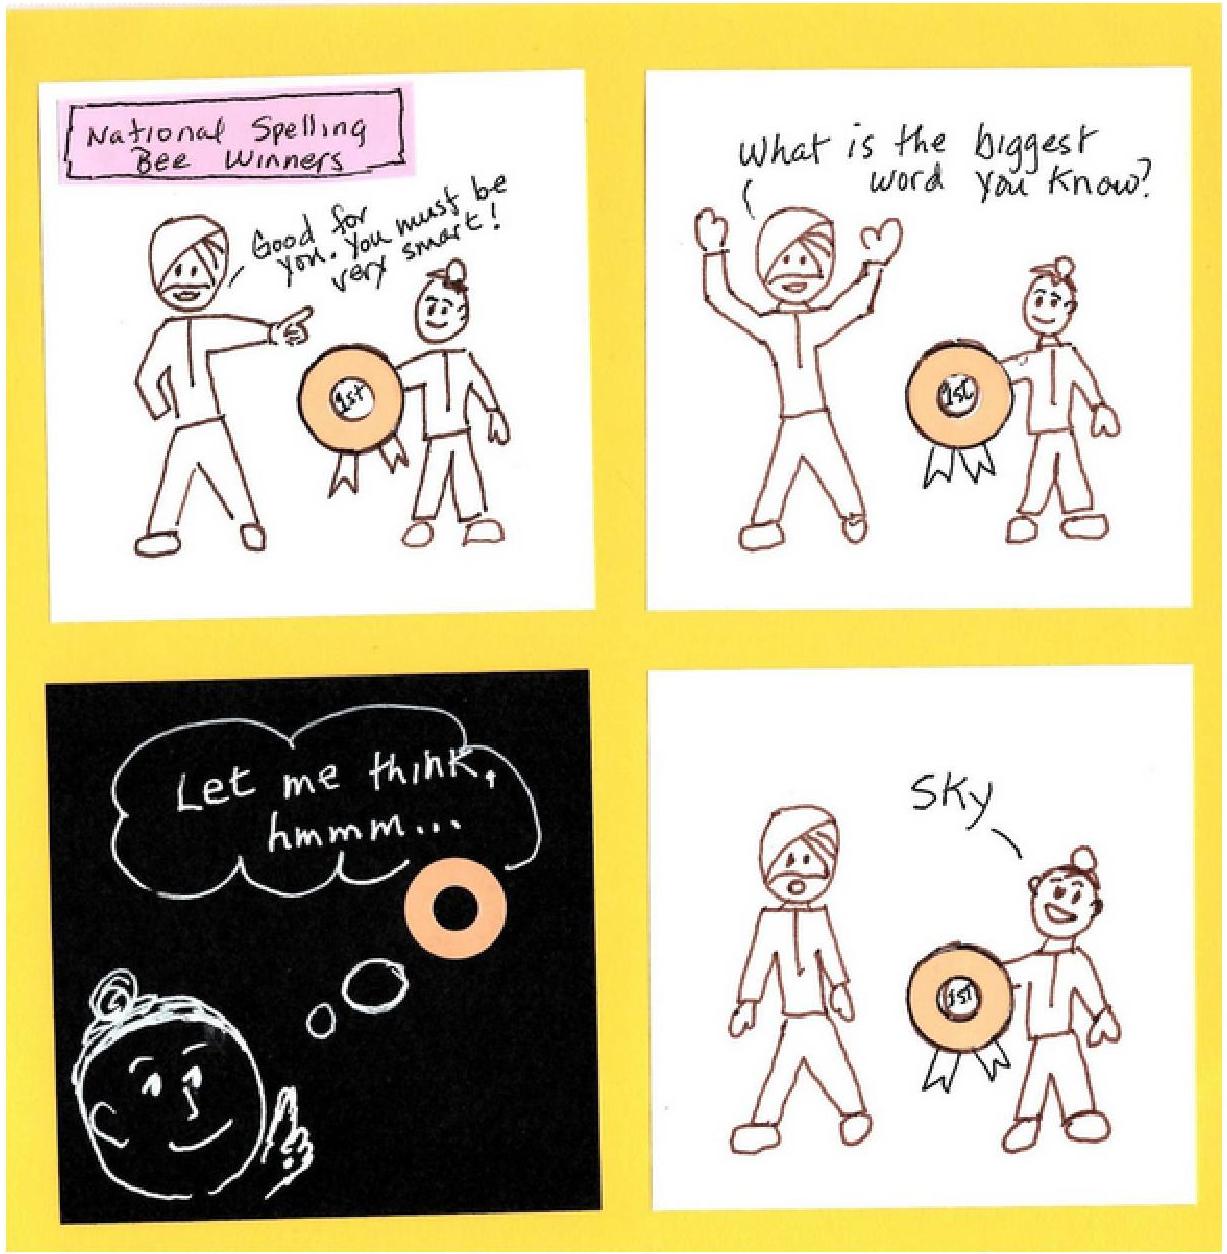 National Spelling
Bee Winners
Good for
you. You must be
very smart!
1st
What is the biggest
word you know?
1st
Let me think,
hmmm...
Sky
1st